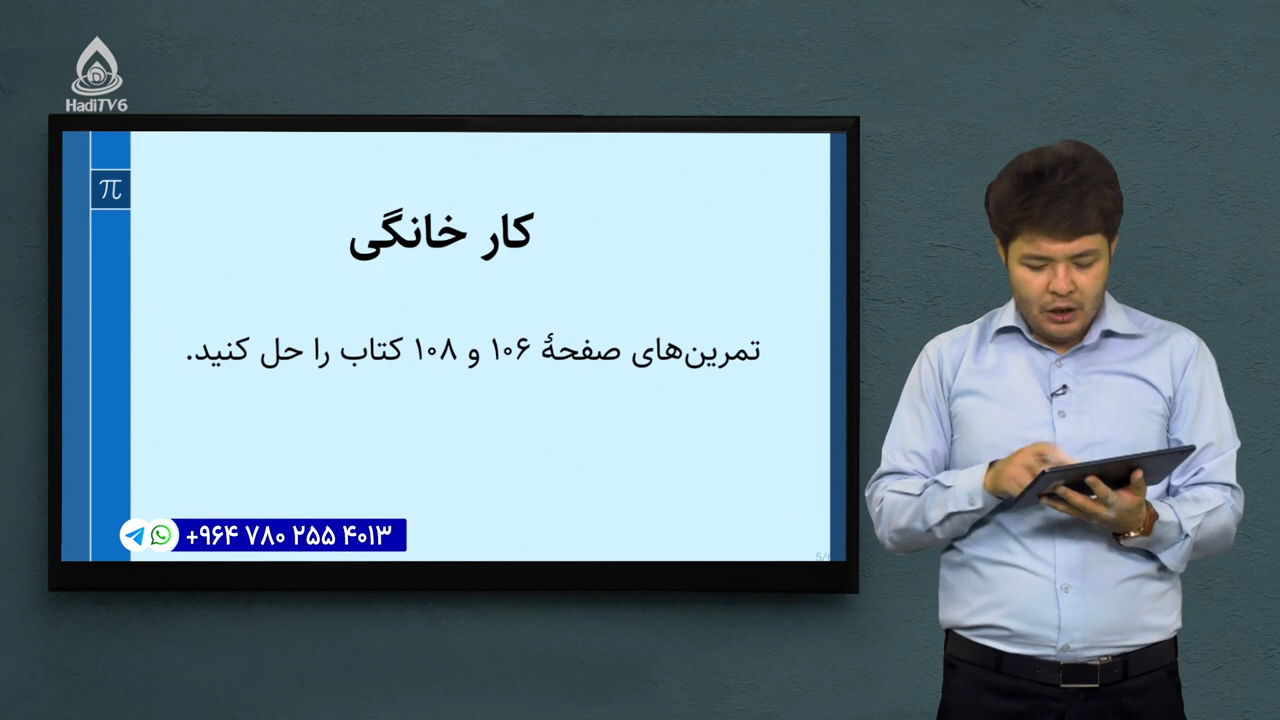 HadiTV6
π
کار خانگی
تمرین‌های صفحهٔ ۱۰۶ و ۱۰۸ کتاب را حل کنید.
+۹۶۴ ۷۸۰ ۲۵۵ ۴۰۱۳